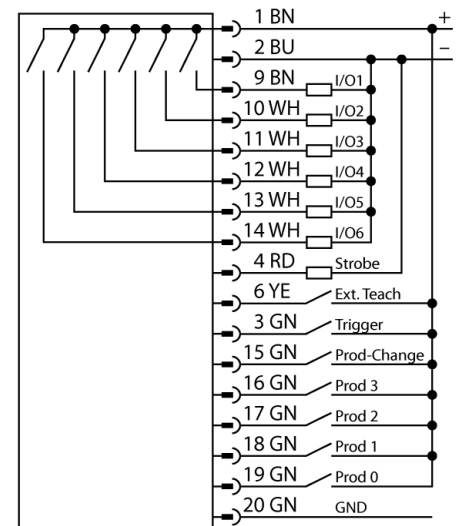 1 BN +
2 BU −
9 BN I/O1
10 WH I/O2
11 WH I/O3
12 WH I/O4
13 WH I/O5
14 WH I/O6
4 RD Strobe
6 YE Ext. Teach
3 GN Trigger
15 GN Prod-Change
16 GN Prod 3
17 GN Prod 2
18 GN Prod 1
19 GN Prod 0
20 GN GND